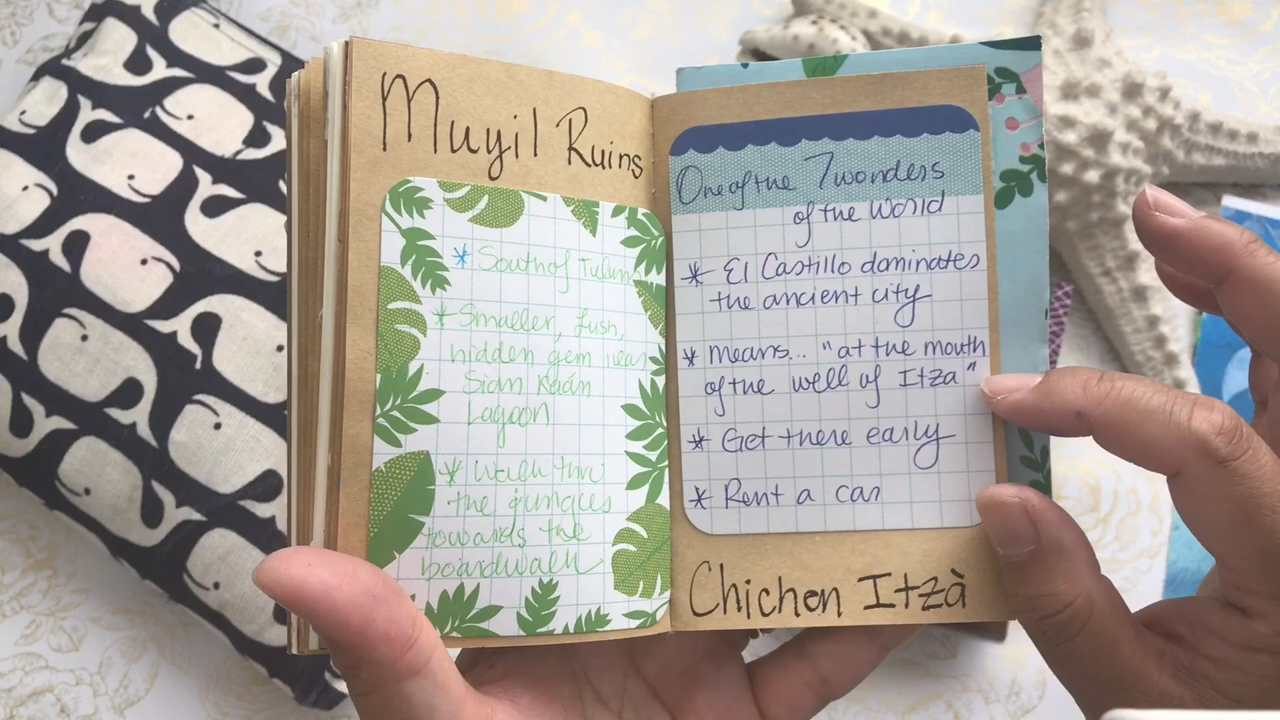 Muyil Ruins
* South of Tulum
* Smaller, lush,
hidden gem near
Sian Kaán
Lagoon
* Walk thru
the jungles
towards the
boardwalk
One of the 7 wonders
of the World
* El Castillo dominates
the ancient city
* means... "at the mouth
of the well of Itza"
* Get there early
* Rent a car
Chichen Itzà